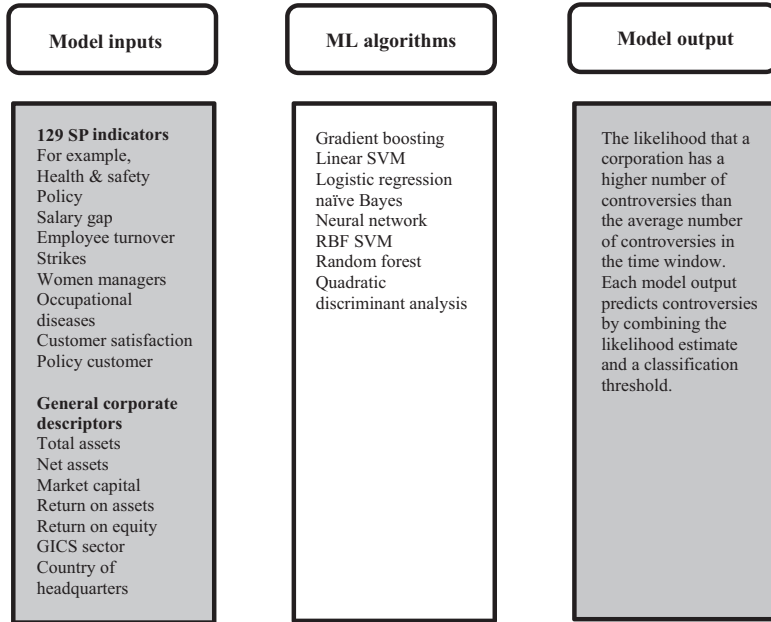 Model inputs
ML algorithms
Model output
129 SP indicators
For example,
Health & safety
Policy
Salary gap
Employee turnover
Strikes
Women managers
Occupational
diseases
Customer satisfaction
Policy customer
General corporate
descriptors
Total assets
Net assets
Market capital
Return on assets
Return on equity
GICS sector
Country of
headquarters
Gradient boosting
Linear SVM
Logistic regression
naïve Bayes
Neural network
RBF SVM
Random forest
Quadratic
discriminant analysis
The likelihood that a
corporation has a
higher number of
controversies than
the average number
of controversies in
the time window.
Each model output
predicts controversies
by combining the
likelihood estimate
and a classification
threshold.